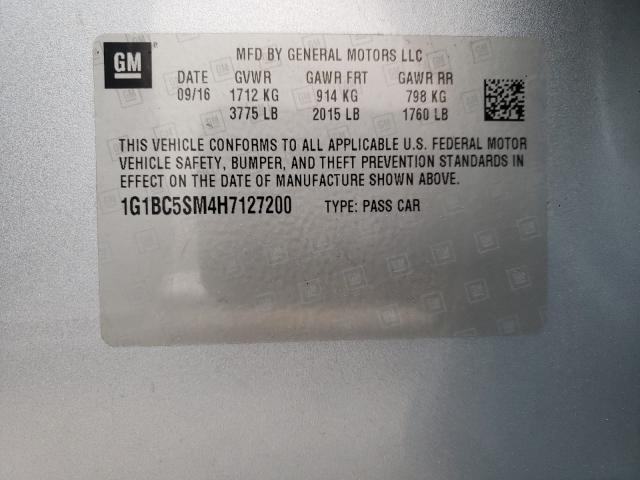 GM MFD BY GENERAL MOTORS LLC
DATE GVWR GAWR FRT GAWR RR
09/16 1712 KG 914 KG 798 KG
3775 LB 2015 LB 1760 LB
THIS VEHICLE CONFORMS TO ALL APPLICABLE U.S. FEDERAL MOTOR
VEHICLE SAFETY, BUMPER, AND THEFT PREVENTION STANDARDS IN
EFFECT ON THE DATE OF MANUFACTURE SHOWN ABOVE.
1G1BC5SM4H7127200 TYPE: PASS CAR